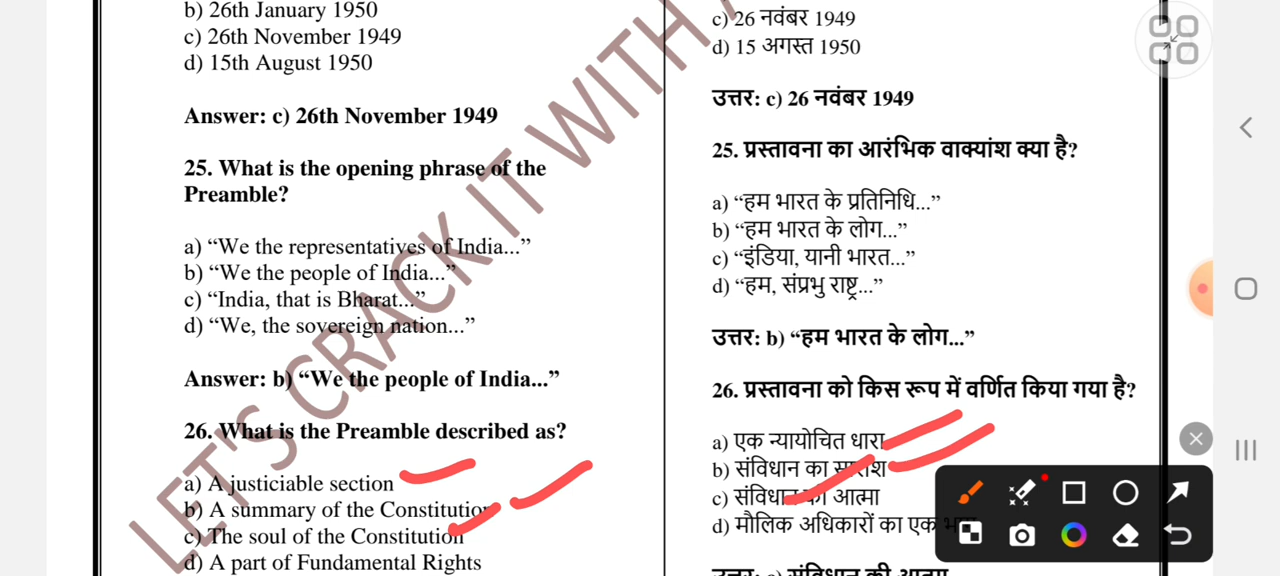 b) 26th January 1950
c) 26th November 1949
d) 15th August 1950
Answer: c) 26th November 1949
25. What is the opening phrase of the
Preamble?
a) “We the representatives of India...”
b) “We the people of India...”
c) “India, that is Bharat...”
d) “We, the sovereign nation...”
Answer: b) “We the people of India...”
26. What is the Preamble described as?
a) A justiciable section
b) A summary of the Constitution
c) The soul of the Constitution
d) A part of Fundamental Rights
c) 26 नवंबर 1949
d) 15 अगस्त 1950
उत्तर: c) 26 नवंबर 1949
25. प्रस्तावना का आरंभिक वाक्यांश क्या है?
a) “हम भारत के प्रतिनिधि...”
b) “हम भारत के लोग...”
c) “इंडिया, यानी भारत...”
d) “हम, संप्रभु राष्ट्र...”
उत्तर: b) “हम भारत के लोग...”
26. प्रस्तावना को किस रूप में वर्णित किया गया है?
a) एक न्यायोचित धारा
b) संविधान का सारांश
c) संविधान की आत्मा
d) मौलिक अधिकारों का एक
उत्तर: c) संविधान की आत्मा
LET'S CRACK IT WITH